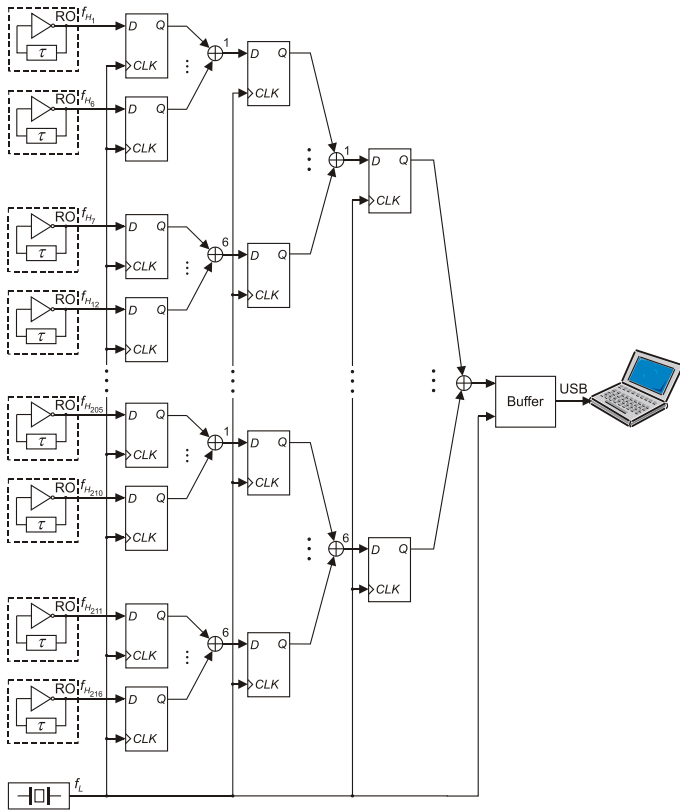 RO f_H1 D Q 1 D Q
τ CLK CLK
RO f_H6 D Q 1 D Q
τ CLK CLK
RO f_H7 D Q 6 D Q
τ CLK CLK
RO f_H12 D Q
τ CLK
USB
Buffer
RO f_H205 D Q 1 D Q
τ CLK CLK
RO f_H210 D Q 6 D Q
τ CLK CLK
RO f_H211 D Q 6 D Q
τ CLK CLK
RO f_H216 D Q
τ CLK
f_L